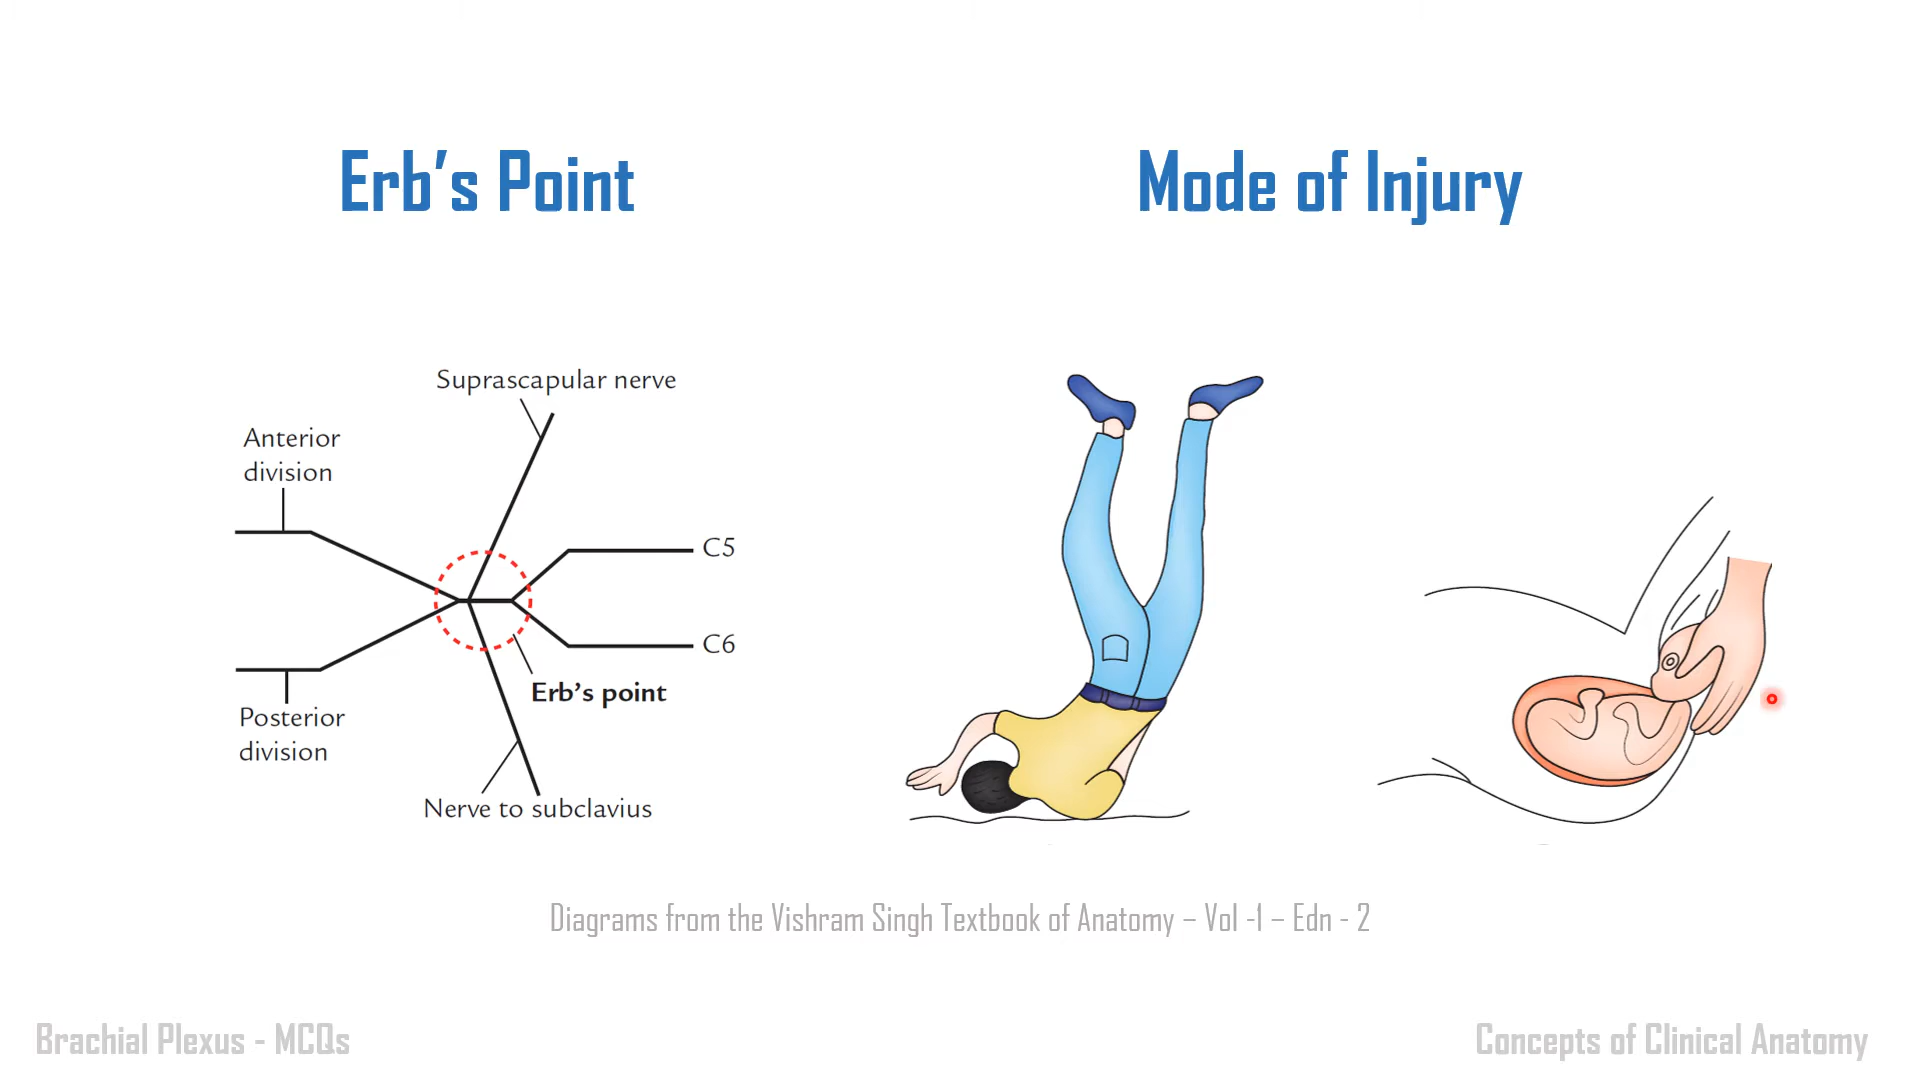 Erb’s Point
Mode of Injury
Suprascapular nerve
Anterior
division
C5
C6
Erb’s point
Posterior
division
Nerve to subclavius
Diagrams from the Vishram Singh Textbook of Anatomy – Vol -1 – Edn - 2
Brachial Plexus - MCQs
Concepts of Clinical Anatomy